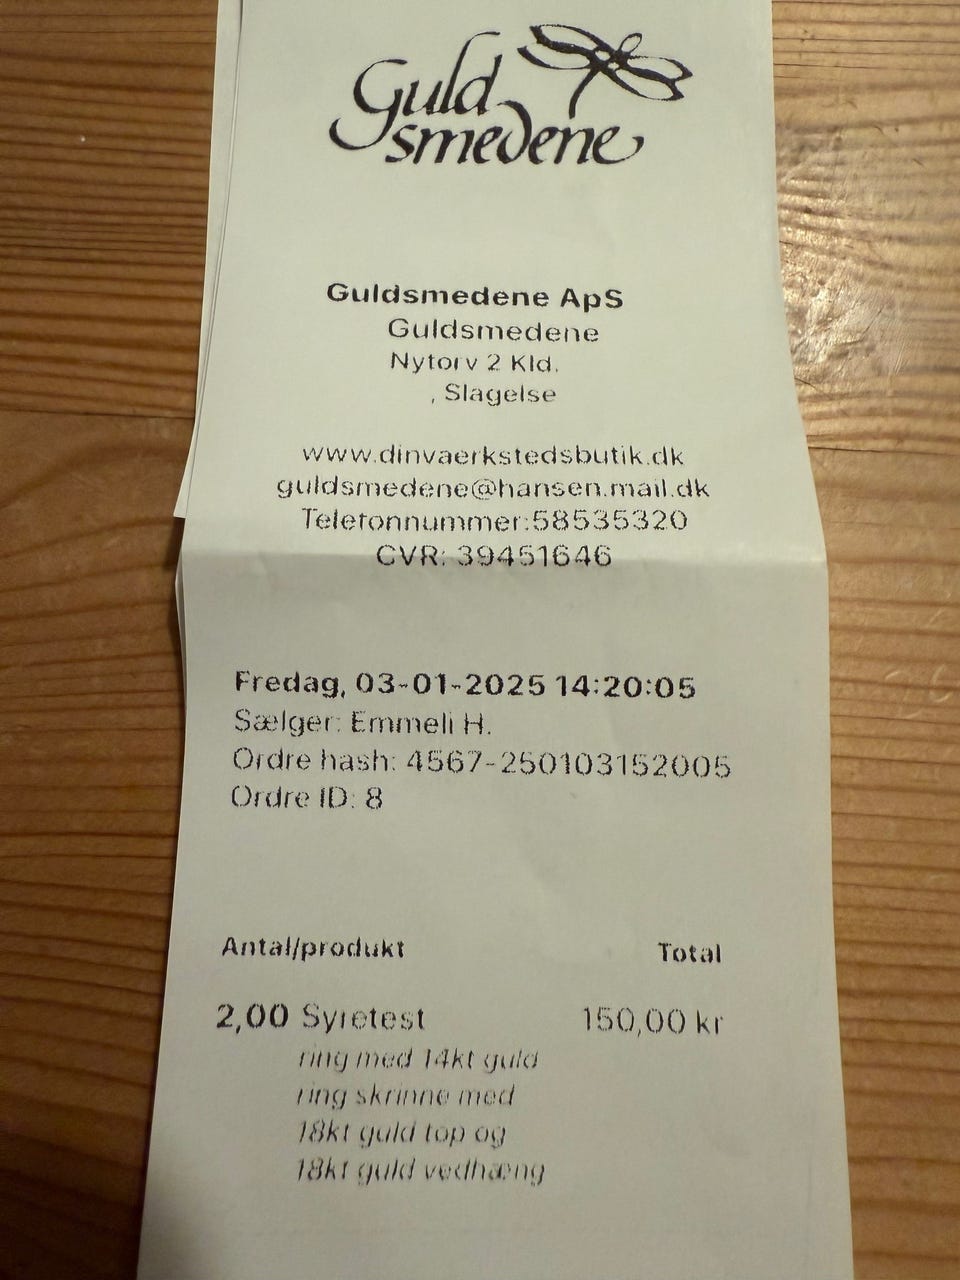 Guld
smedene
Guldsmedene ApS
Guldsmedene
Nytorv 2 Kld.
, Slagelse
www.dinvaerkstedsbutik.dk
guldsmedene@hansen.mail.dk
Telefonnummer:58535320
CVR: 39451646
Fredag, 03-01-2025 14:20:05
Sælger: Emmeli H.
Ordre hash: 4567-250103152005
Ordre ID: 8
Antal/produkt Total
2,00 Syretest 150,00 kr
ring med 14kt guld
ring skrinne med
18kt guld top og
18kt guld vedhæng